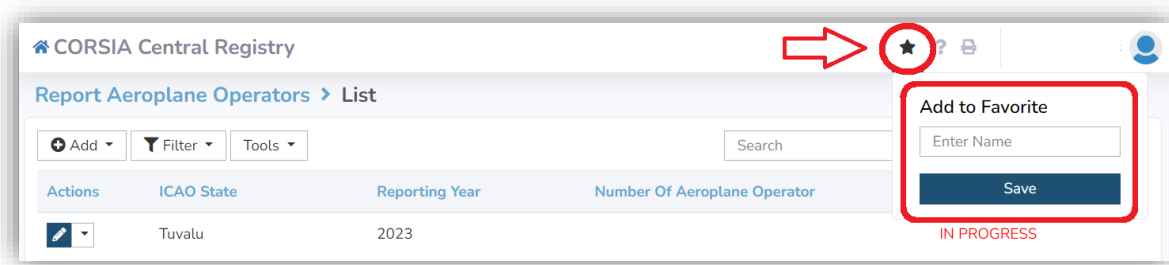 CORSIA Central Registry ?
Report Aeroplane Operators > List
Add to Favorite
Add Filter Tools Search Enter Name
Save
Actions ICAO State Reporting Year Number Of Aeroplane Operator
Tuvalu 2023 IN PROGRESS